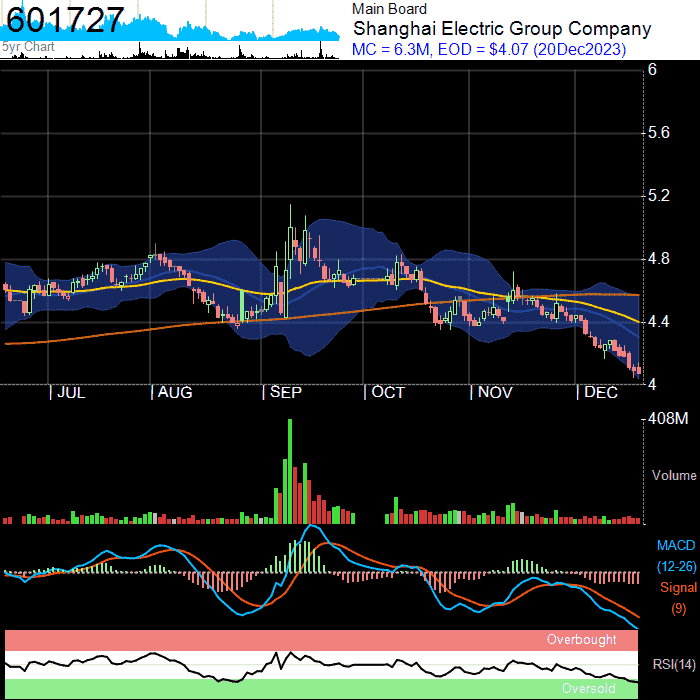 601727
5yr Chart
Main Board
Shanghai Electric Group Company
MC = 6.3M, EOD = $4.07 (20Dec2023)
6
5.6
5.2
4.8
4.4
4
JUL
AUG
SEP
OCT
NOV
DEC
408M
Volume
MACD
(12-26)
Signal
(9)
Overbought
RSI(14)
Oversold